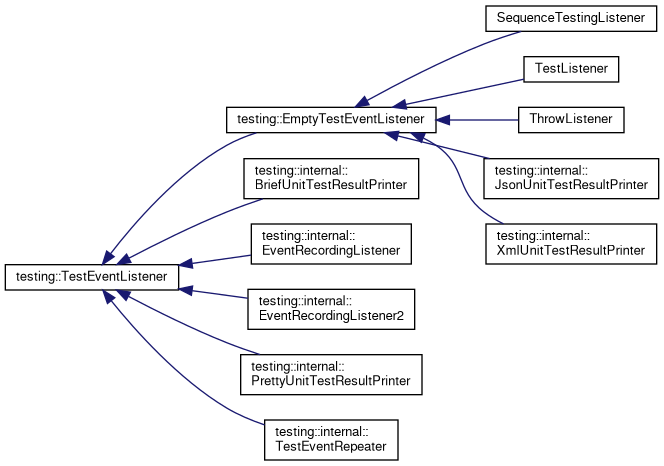 SequenceTestingListener
TestListener
testing::EmptyTestEventListener
ThrowListener
testing::internal::
JsonUnitTestResultPrinter
testing::internal::
BriefUnitTestResultPrinter
testing::internal::
XmlUnitTestResultPrinter
testing::internal::
EventRecordingListener
testing::TestEventListener
testing::internal::
EventRecordingListener2
testing::internal::
PrettyUnitTestResultPrinter
testing::internal::
TestEventRepeater